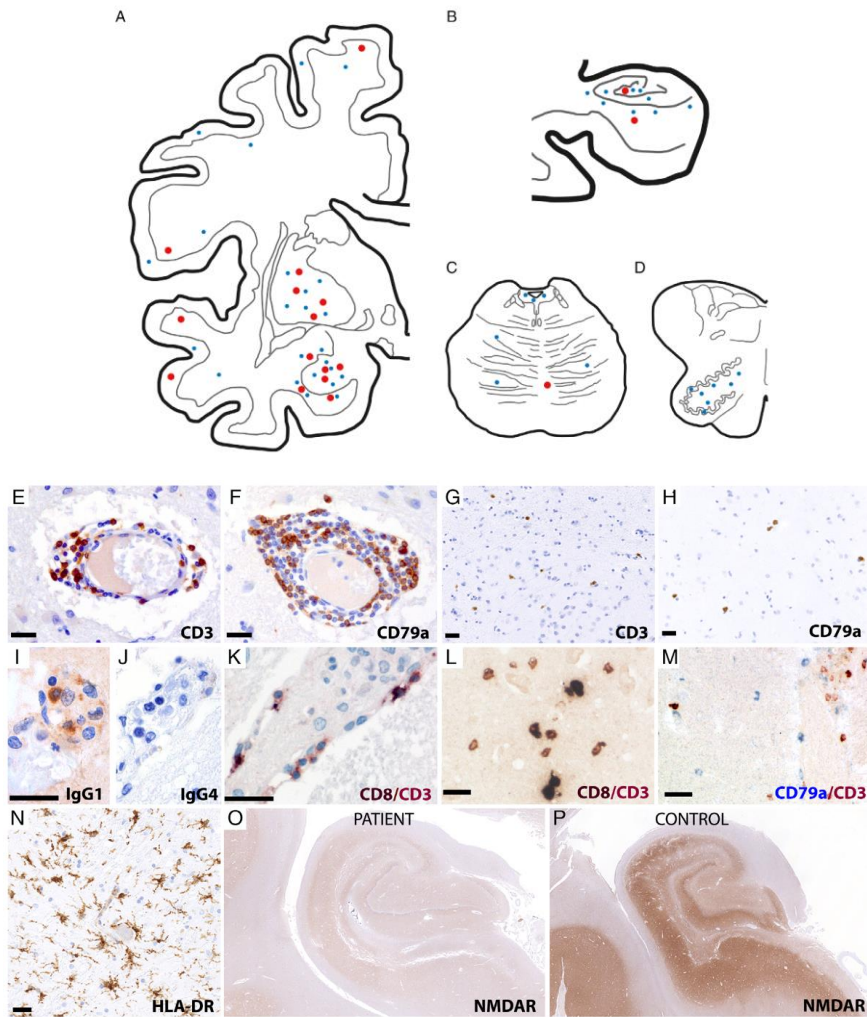 A
B
C
D
E
CD3
F
CD79a
G
CD3
H
CD79a
I
IgG1
J
IgG4
K
CD8/CD3
L
CD8/CD3
M
CD79a/CD3
N
HLA-DR
O
PATIENT
NMDAR
P
CONTROL
NMDAR